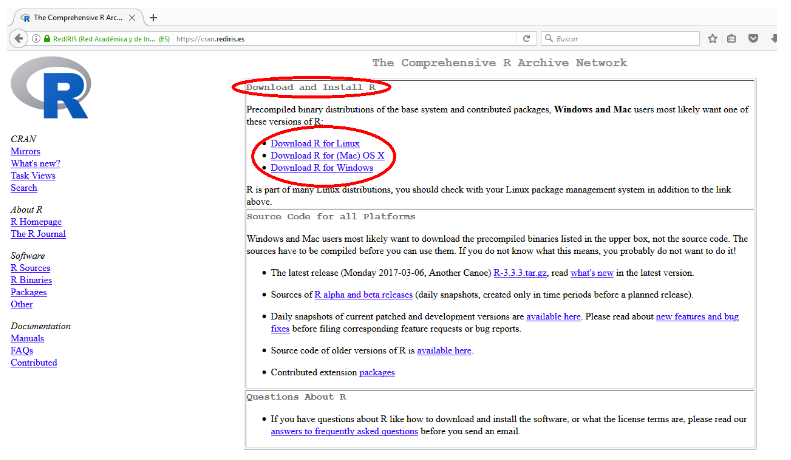 The Comprehensive R Arc...
RedIRIS (Red Académica y de In... (ES)
https://cran.rediris.es
Buscar
R
CRAN
Mirrors
What's new?
Task Views
Search
About R
R Homepage
The R Journal
Software
R Sources
R Binaries
Packages
Other
Documentation
Manuals
FAQs
Contributed
The Comprehensive R Archive Network
Download and Install R
Precompiled binary distributions of the base system and contributed packages, Windows and Mac users most likely want one of
these versions of R:
Download R for Linux
Download R for (Mac) OS X
Download R for Windows
R is part of many Linux distributions, you should check with your Linux package management system in addition to the link
above.
Source Code for all Platforms
Windows and Mac users most likely want to download the precompiled binaries listed in the upper box, not the source code. The
sources have to be compiled before you can use them. If you do not know what this means, you probably do not want to do it!
The latest release (Monday 2017-03-06, Another Canoe) R-3.3.3.tar.gz, read what's new in the latest version.
Sources of R alpha and beta releases (daily snapshots, created only in time periods before a planned release).
Daily snapshots of current patched and development versions are available here. Please read about new features and bug
fixes before filing corresponding feature requests or bug reports.
Source code of older versions of R is available here.
Contributed extension packages
Questions About R
If you have questions about R like how to download and install the software, or what the license terms are, please read our
answers to frequently asked questions before you send an email.